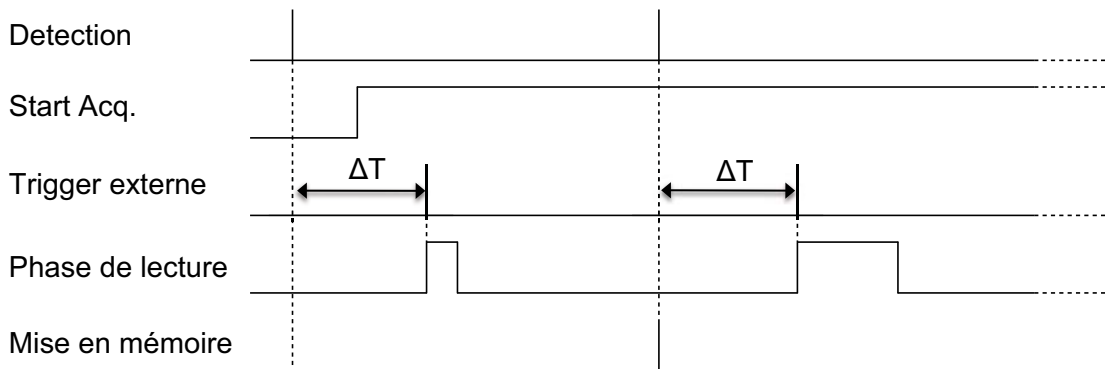 Detection
Start Acq.
Trigger externe
ΔT
ΔT
Phase de lecture
Mise en mémoire